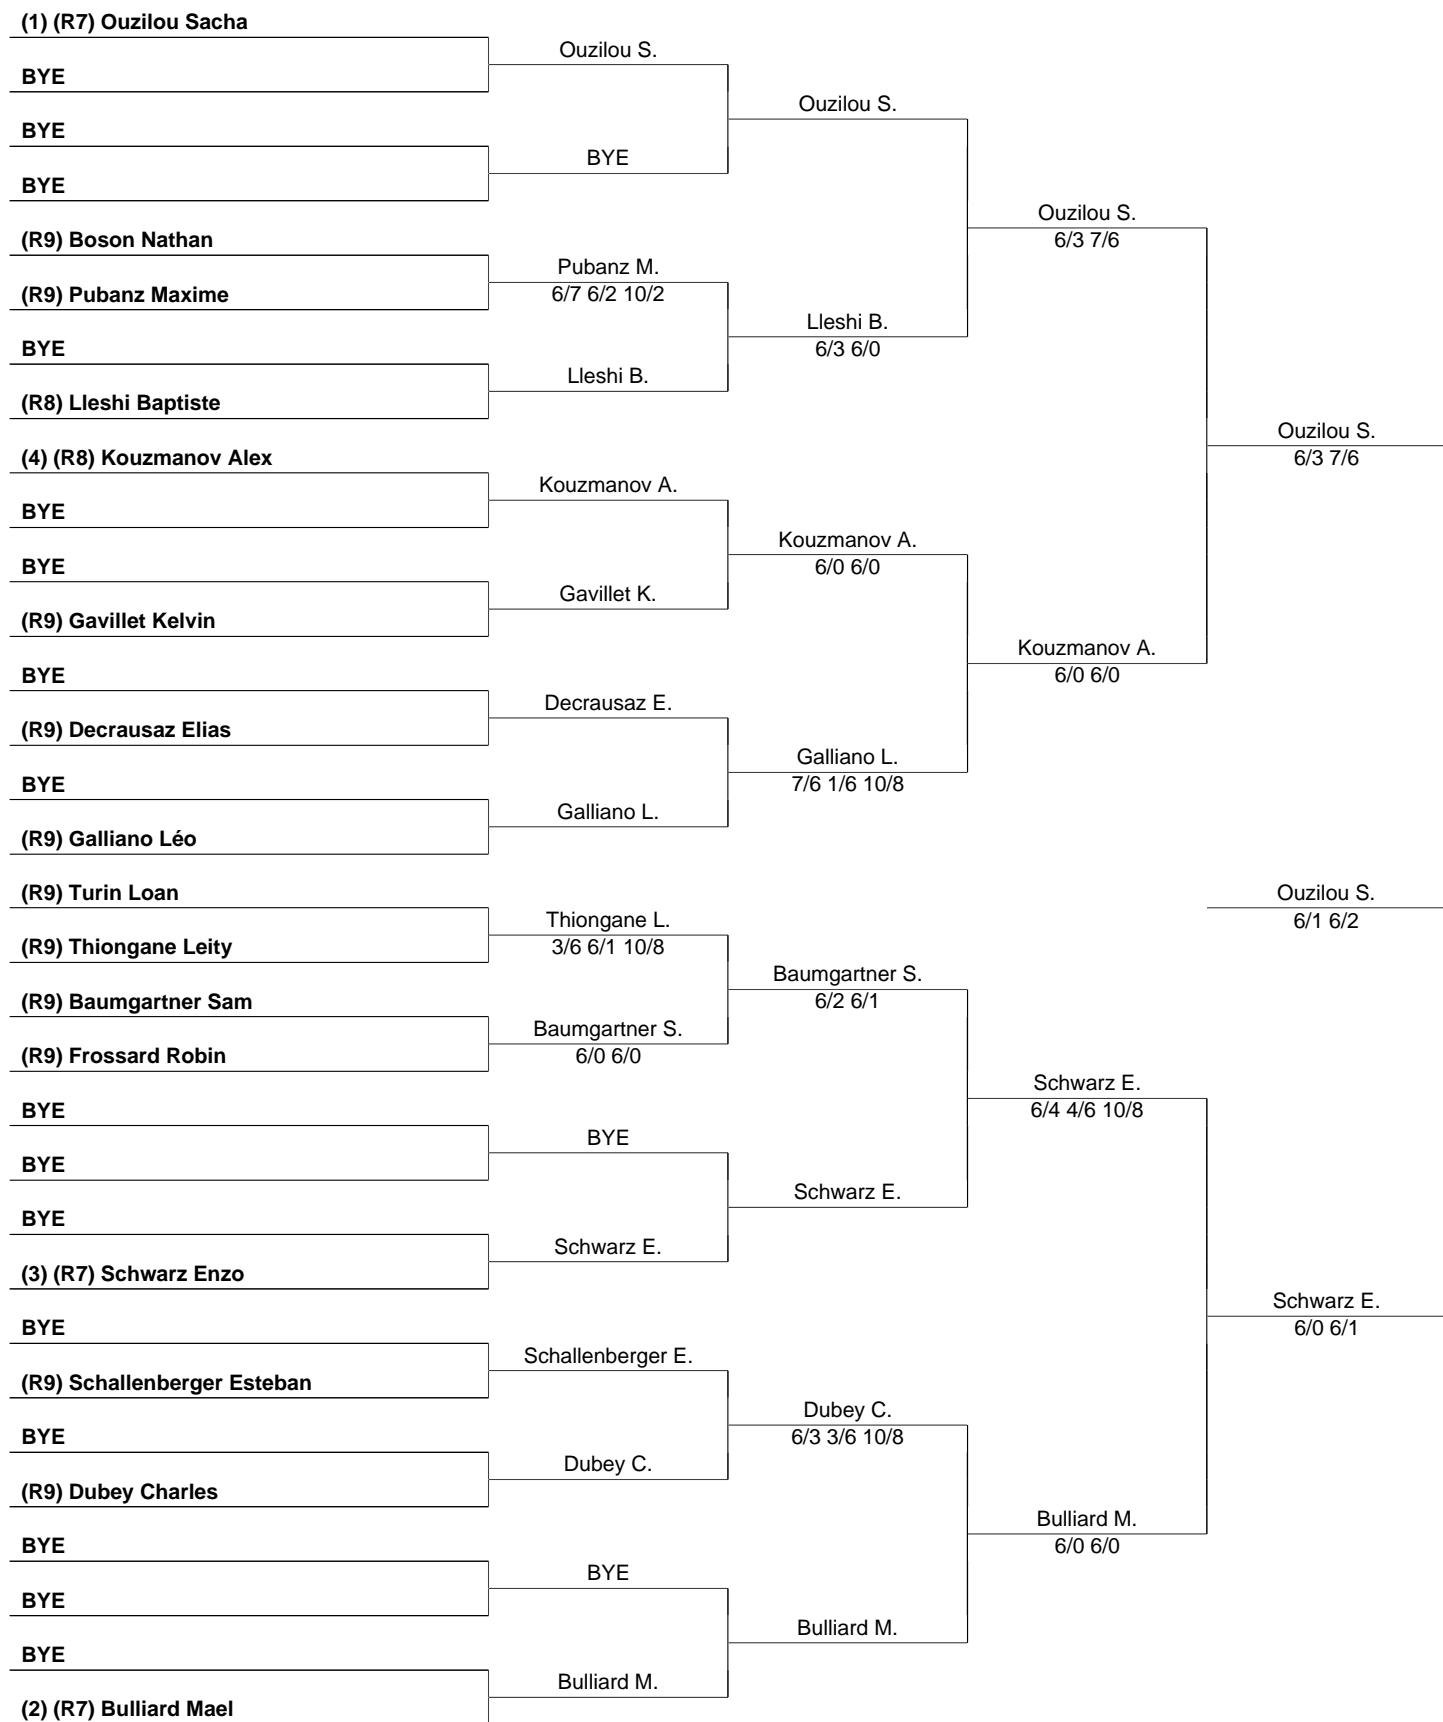 (1) (R7) Ouzilou Sacha
BYE
BYE
BYE
(R9) Boson Nathan
(R9) Pubanz Maxime
BYE
(R8) Lleshi Baptiste
(4) (R8) Kouzmanov Alex
BYE
BYE
(R9) Gavillet Kelvin
BYE
(R9) Decrausaz Elias
BYE
(R9) Galliano Léo
(R9) Turin Loan
(R9) Thiongane Leity
(R9) Baumgartner Sam
(R9) Frossard Robin
BYE
BYE
BYE
(3) (R7) Schwarz Enzo
BYE
(R9) Schallenberger Esteban
BYE
(R9) Dubey Charles
BYE
BYE
BYE
(2) (R7) Bulliard Mael
Ouzilou S.
BYE
Pubanz M.
6/7 6/2 10/2
Lleshi B.
Kouzmanov A.
Gavillet K.
Decrausaz E.
Galliano L.
Thiongane L.
3/6 6/1 10/8
Baumgartner S.
6/0 6/0
BYE
Schwarz E.
Schallenberger E.
Dubey C.
BYE
Bulliard M.
Ouzilou S.
Lleshi B.
6/3 6/0
Kouzmanov A.
6/0 6/0
Galliano L.
7/6 1/6 10/8
Baumgartner S.
6/2 6/1
Schwarz E.
Dubey C.
6/3 3/6 10/8
Bulliard M.
Ouzilou S.
6/3 7/6
Kouzmanov A.
6/0 6/0
Schwarz E.
6/4 4/6 10/8
Bulliard M.
6/0 6/0
Ouzilou S.
6/3 7/6
Ouzilou S.
6/1 6/2
Schwarz E.
6/0 6/1